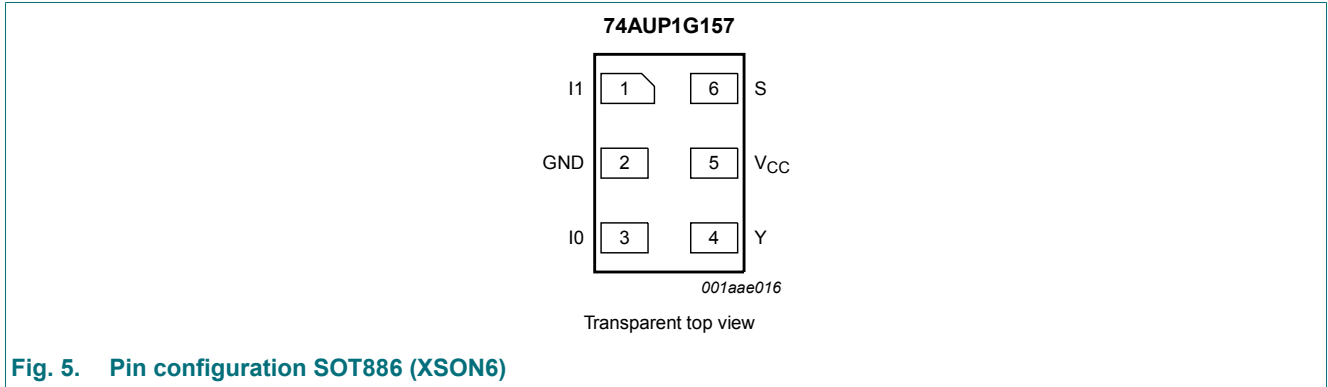 74AUP1G157
I1 1 6 S
GND 2 5 VCC
I0 3 4 Y
001aae016
Transparent top view
Fig. 5. Pin configuration SOT886 (XSON6)